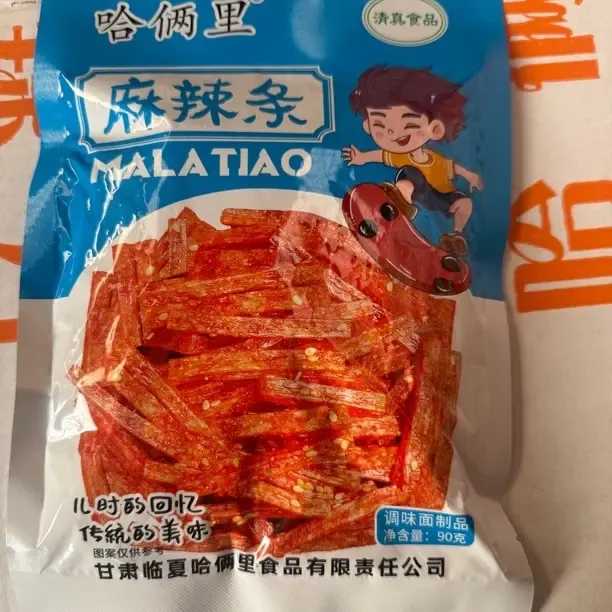 哈俩里
清真食品
麻辣条
MALATIAO
儿时的回忆
传统的美味
图案仅供参考
调味面制品
净含量：90克
甘肃临夏哈俩里食品有限责任公司
哈